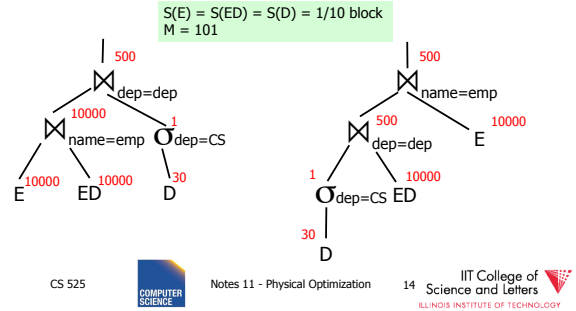 S(E) = S(ED) = S(D) = 1/10 block
M = 101
500
⋈ dep=dep
10000
⋈ name=emp
1
σ dep=CS
E 10000
ED 10000
30
D
500
⋈ name=emp
500
⋈ dep=dep
10000
E
1
σ dep=CS
10000
ED
30
D
CS 525
COMPUTER
SCIENCE
Notes 11 - Physical Optimization
14
IIT College of
Science and Letters
ILLINOIS INSTITUTE OF TECHNOLOGY